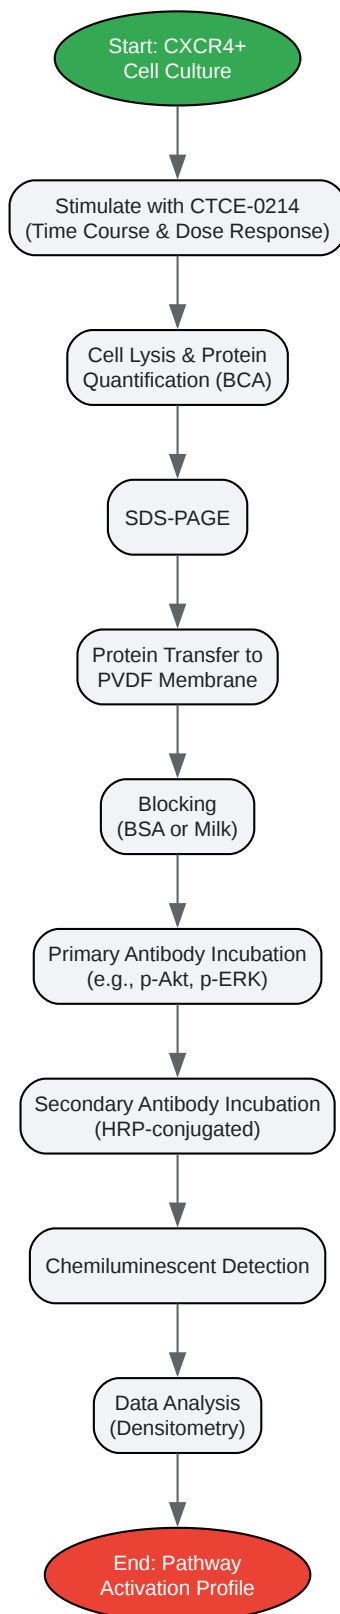 Start: CXCR4+
Cell Culture
Stimulate with CTCE-0214
(Time Course & Dose Response)
Cell Lysis & Protein
Quantification (BCA)
SDS-PAGE
Protein Transfer to
PVDF Membrane
Blocking
(BSA or Milk)
Primary Antibody Incubation
(e.g., p-Akt, p-ERK)
Secondary Antibody Incubation
(HRP-conjugated)
Chemiluminescent Detection
Data Analysis
(Densitometry)
End: Pathway
Activation Profile